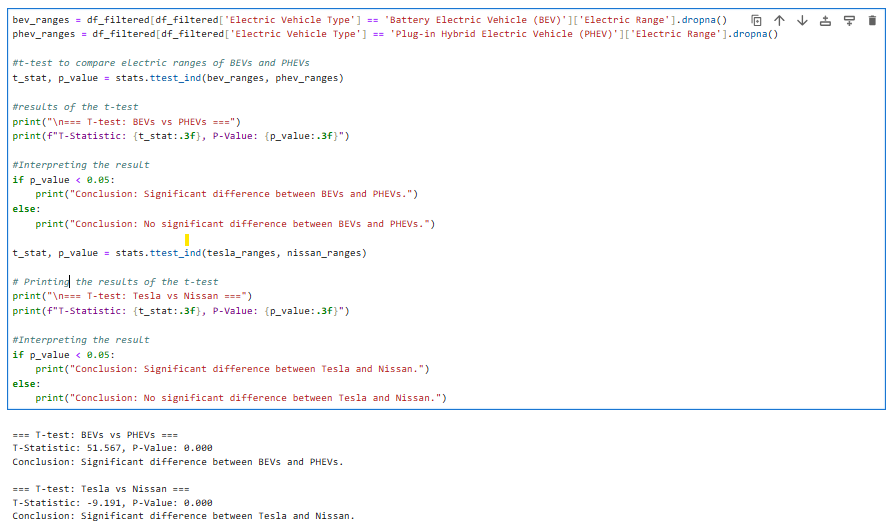 bev_ranges = df_filtered[df_filtered['Electric Vehicle Type'] == 'Battery Electric Vehicle (BEV)']['Electric Range'].dropna()
phev_ranges = df_filtered[df_filtered['Electric Vehicle Type'] == 'Plug-in Hybrid Electric Vehicle (PHEV)']['Electric Range'].dropna()
#t-test to compare electric ranges of BEVs and PHEVs
t_stat, p_value = stats.ttest_ind(bev_ranges, phev_ranges)
#results of the t-test
print("\n=== T-test: BEVs vs PHEVs ===")
print(f"T-Statistic: {t_stat:.3f}, P-Value: {p_value:.3f}")
#Interpreting the result
if p_value < 0.05:
    print("Conclusion: Significant difference between BEVs and PHEVs.")
else:
    print("Conclusion: No significant difference between BEVs and PHEVs.")
t_stat, p_value = stats.ttest_ind(tesla_ranges, nissan_ranges)
# Printing the results of the t-test
print("\n=== T-test: Tesla vs Nissan ===")
print(f"T-Statistic: {t_stat:.3f}, P-Value: {p_value:.3f}")
#Interpreting the result
if p_value < 0.05:
    print("Conclusion: Significant difference between Tesla and Nissan.")
else:
    print("Conclusion: No significant difference between Tesla and Nissan.")
=== T-test: BEVs vs PHEVs ===
T-Statistic: 51.567, P-Value: 0.000
Conclusion: Significant difference between BEVs and PHEVs.
=== T-test: Tesla vs Nissan ===
T-Statistic: -9.191, P-Value: 0.000
Conclusion: Significant difference between Tesla and Nissan.